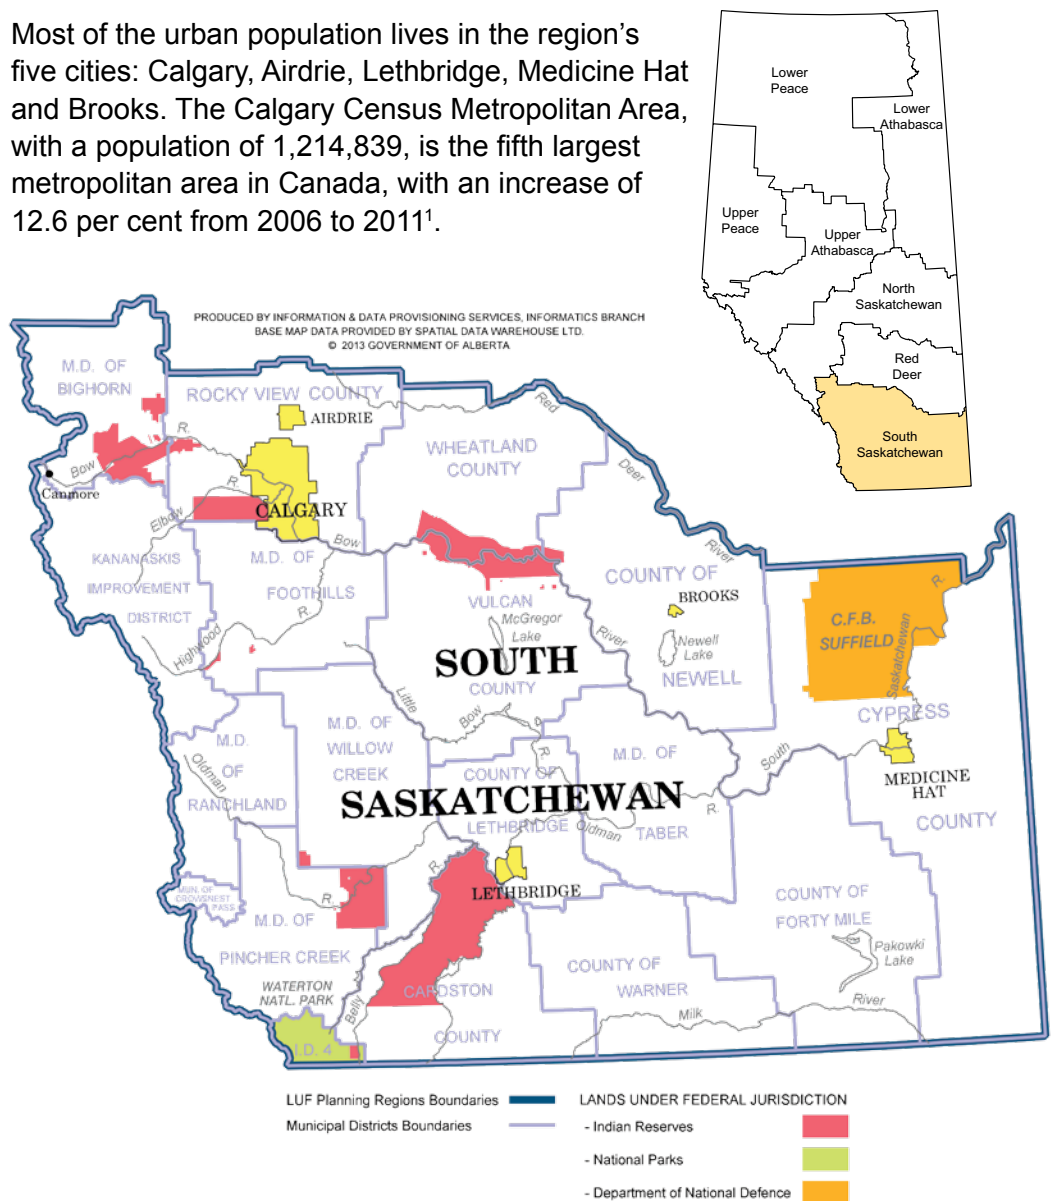 Most of the urban population lives in the region's
five cities: Calgary, Airdrie, Lethbridge, Medicine Hat
and Brooks. The Calgary Census Metropolitan Area,
with a population of 1,214,839, is the fifth largest
metropolitan area in Canada, with an increase of
12.6 per cent from 2006 to 2011¹.
Lower
Peace
Lower
Athabasca
Upper
Peace
Upper
Athabasca
North
Saskatchewan
Red
Deer
South
Saskatchewan
PRODUCED BY INFORMATION & DATA PROVISIONING SERVICES, INFORMATICS BRANCH
BASE MAP DATA PROVIDED BY SPATIAL DATA WAREHOUSE LTD.
© 2013 GOVERNMENT OF ALBERTA
M.D. OF
BIGHORN
ROCKY VIEW COUNTY
AIRDRIE
Red
Deer
River
WHEATLAND
COUNTY
Bow
R.
Canmore
Elbow
R.
CALGARY
Bow
River
KANANASKIS
IMPROVEMENT
DISTRICT
M.D. OF
FOOTHILLS
Highwood
R.
VULCAN
McGregor
Lake
COUNTY
COUNTY OF
BROOKS
Newell
Lake
NEWELL
C.F.B.
SUFFIELD
Saskatchewan
R.
CYPRESS
MEDICINE
HAT
COUNTY
SOUTH
SASKATCHEWAN
Little
Bow
R.
M.D. OF
WILLOW
CREEK
M.D.
OF
RANCHLAND
Oldman
R.
COUNTY OF
LETHBRIDGE
Oldman
R.
M.D. OF
TABER
South
LETHBRIDGE
MUN. OF
CROWSNEST
PASS
M.D. OF
PINCHER CREEK
WATERTON
NATL. PARK
I.D. 4
Belly
R.
CARDSTON
COUNTY
COUNTY OF
WARNER
Milk
River
COUNTY OF
FORTY MILE
Pakowki
Lake
LUF Planning Regions Boundaries
Municipal Districts Boundaries
LANDS UNDER FEDERAL JURISDICTION
- Indian Reserves
- National Parks
- Department of National Defence